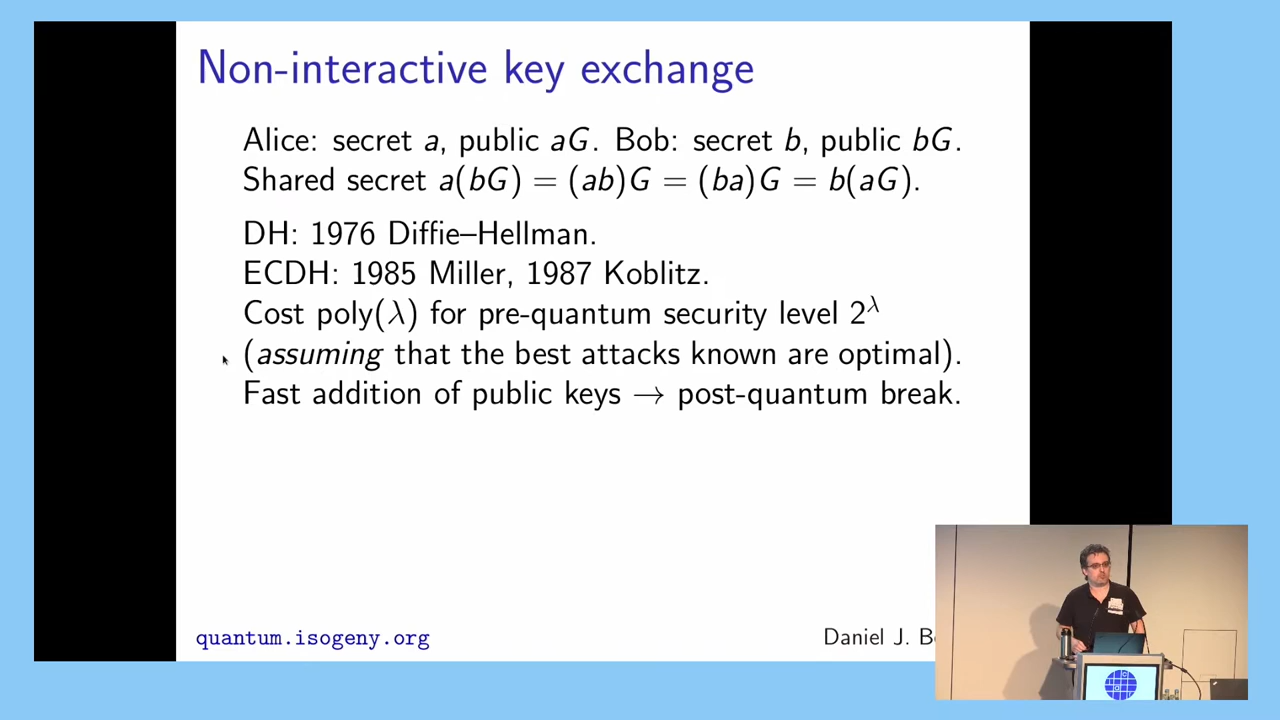 Non-interactive key exchange
Alice: secret a, public aG. Bob: secret b, public bG.
Shared secret a(bG) = (ab)G = (ba)G = b(aG).
DH: 1976 Diffie–Hellman.
ECDH: 1985 Miller, 1987 Koblitz.
Cost poly(λ) for pre-quantum security level 2^λ
(assuming that the best attacks known are optimal).
Fast addition of public keys → post-quantum break.
quantum.isogeny.org
Daniel J.